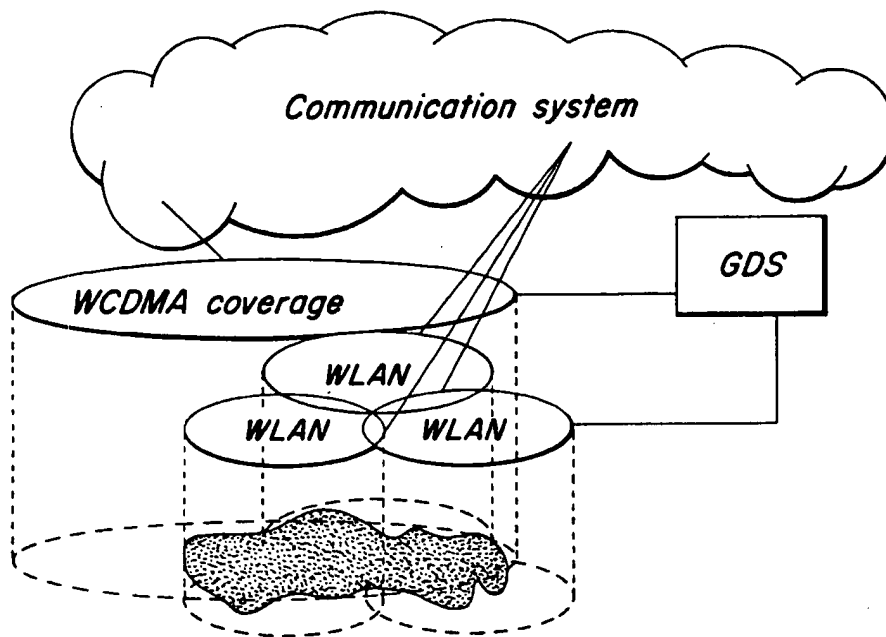 Communication system
GDS
WCDMA coverage
WLAN
WLAN
WLAN